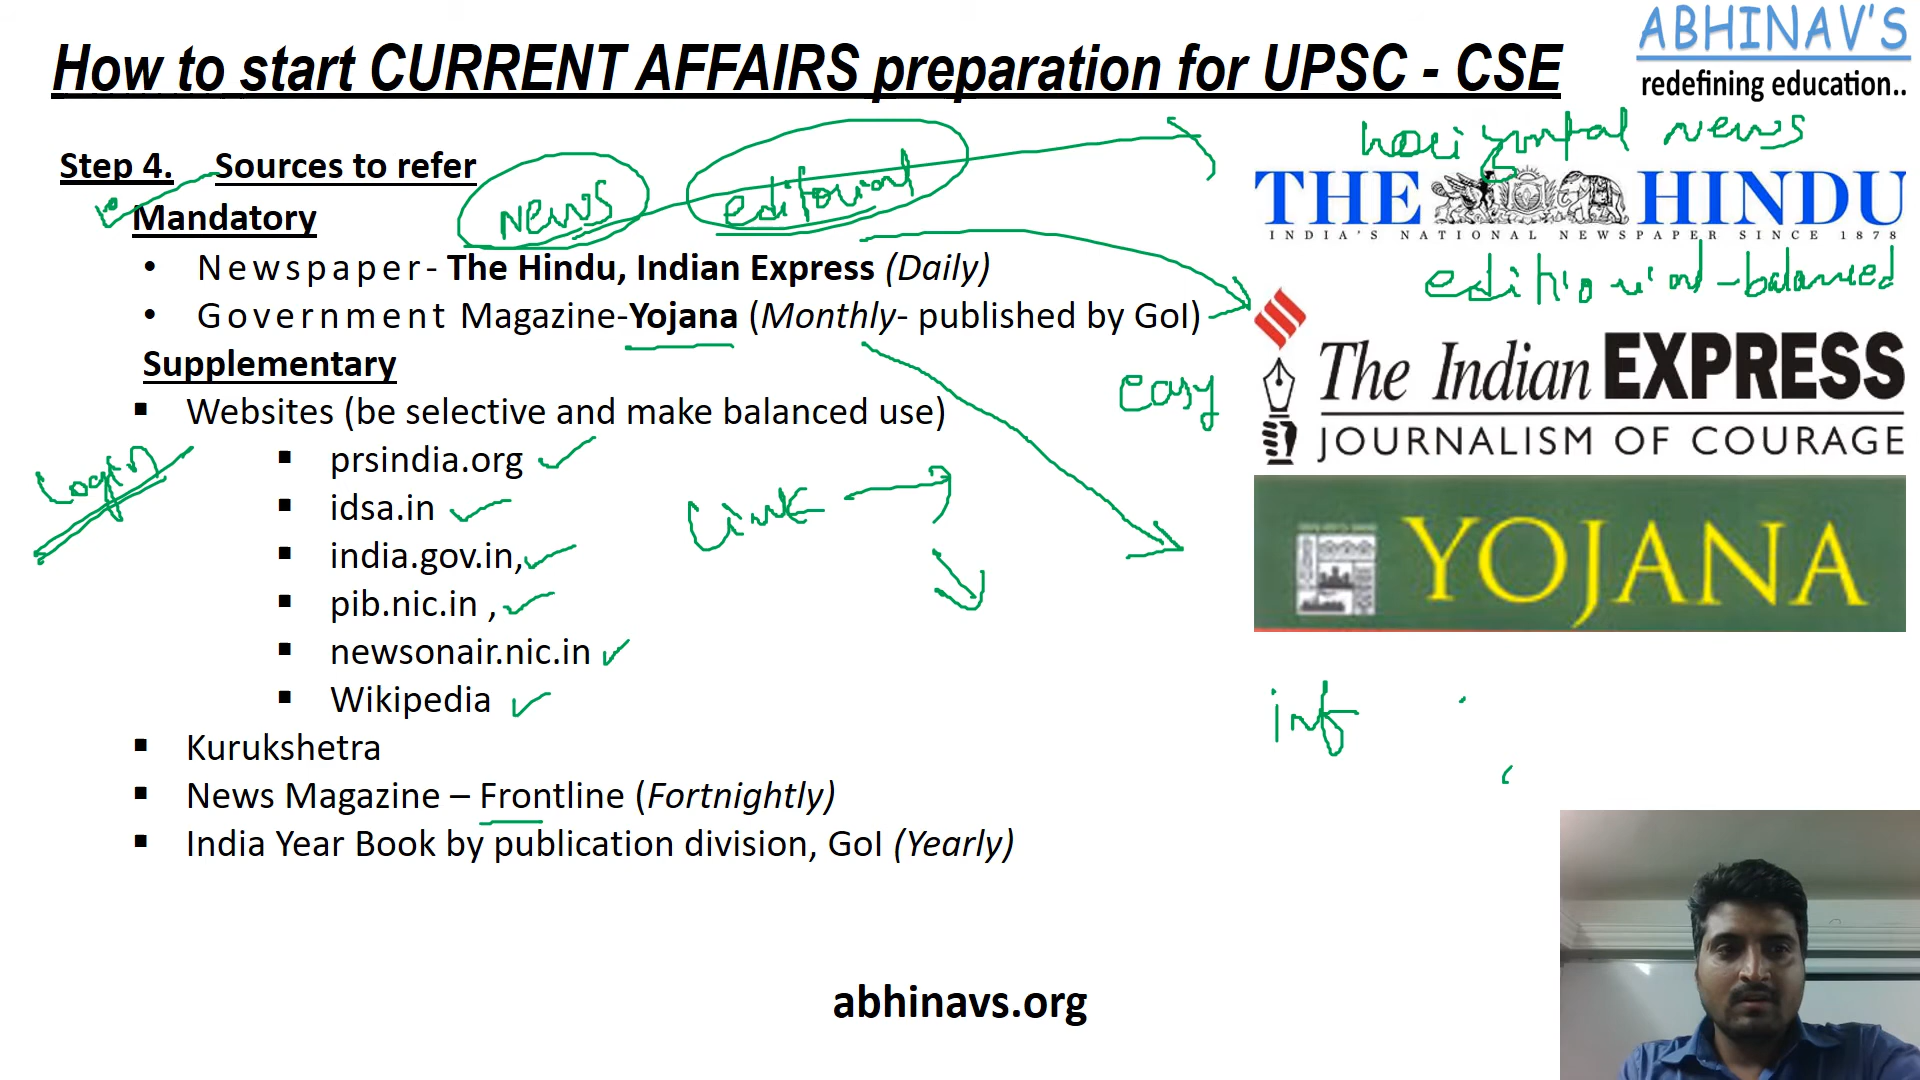 ABHINAV'S
redefining education..
How to start CURRENT AFFAIRS preparation for UPSC - CSE
Step 4. Sources to refer
Mandatory
news
editorial
• Newspaper- The Hindu, Indian Express (Daily)
• Government Magazine-Yojana (Monthly- published by GoI)
Supplementary
▪ Websites (be selective and make balanced use)
▪ prsindia.org
▪ idsa.in
▪ india.gov.in,
▪ pib.nic.in ,
▪ newsonair.nic.in
▪ Wikipedia
▪ Kurukshetra
▪ News Magazine – Frontline (Fortnightly)
▪ India Year Book by publication division, GoI (Yearly)
Login
Link
easy
horizontal news
THE HINDU
INDIA'S NATIONAL NEWSPAPER SINCE 1878
editiorial - balanced
The Indian EXPRESS
JOURNALISM OF COURAGE
YOJANA
abhinavs.org